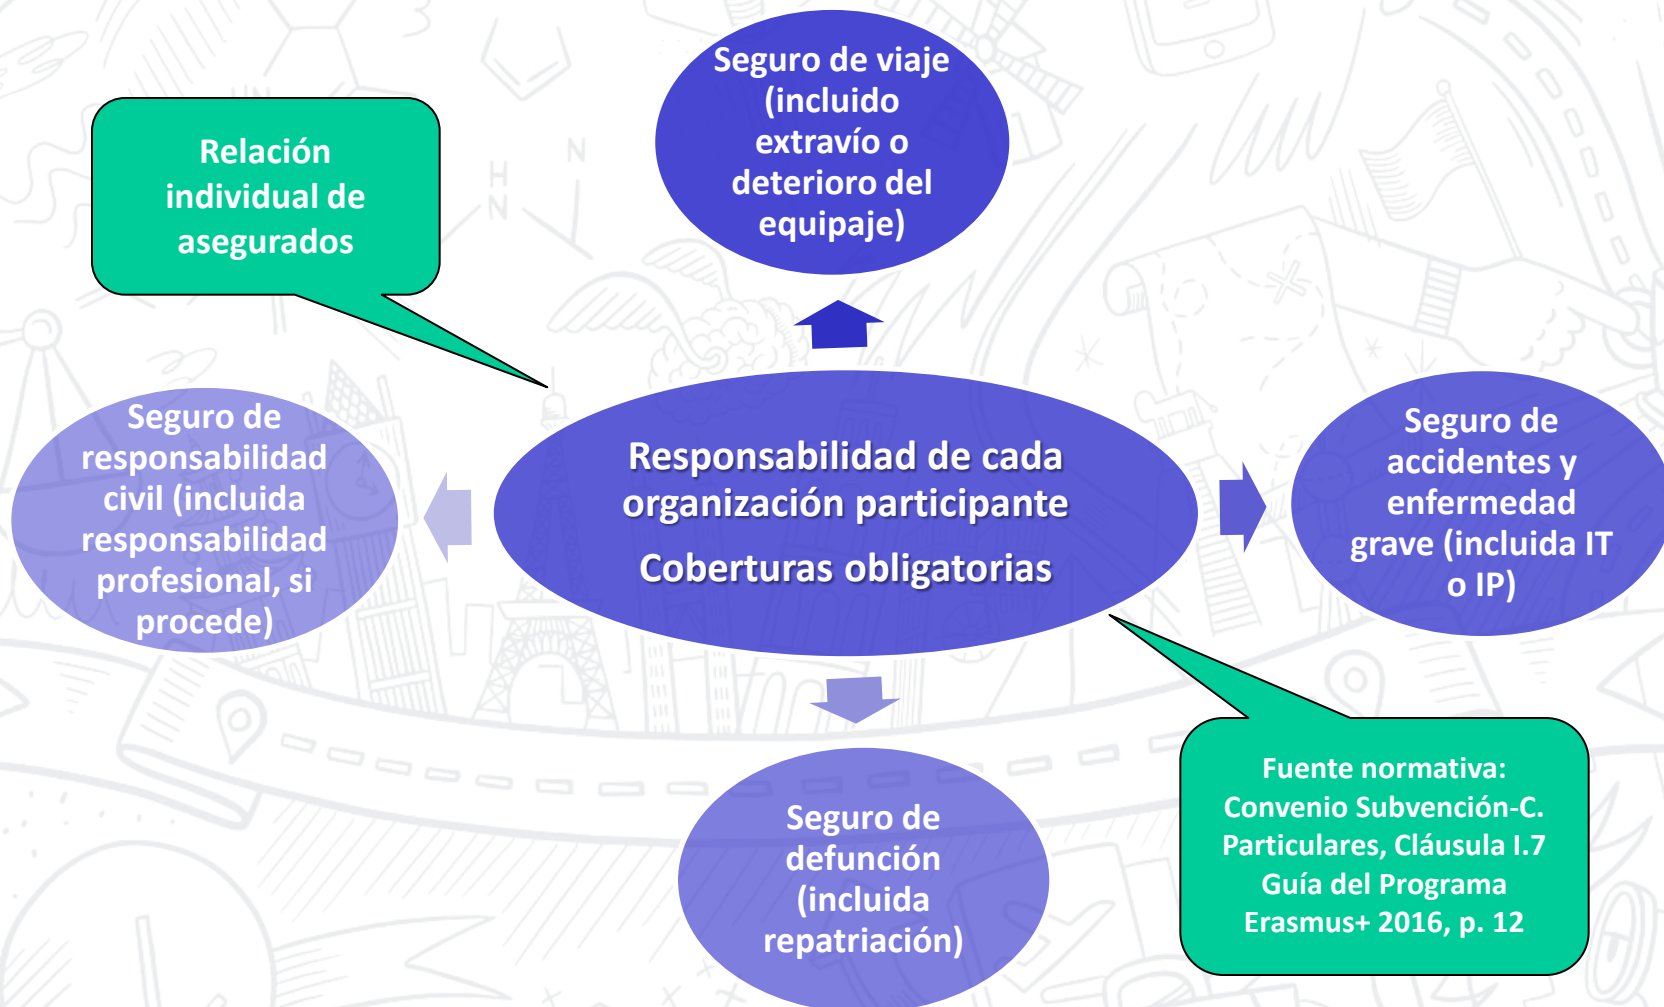 Seguro de viaje
(incluido
extravío o
deterioro del
equipaje)
Relación
individual de
asegurados
Seguro de
responsabilidad
civil (incluida
responsabilidad
profesional, si
procede)
Responsabilidad de cada
organización participante
Coberturas obligatorias
Seguro de
accidentes y
enfermedad
grave (incluida IT
o IP)
Seguro de
defunción
(incluida
repatriación)
Fuente normativa:
Convenio Subvención-C.
Particulares, Cláusula I.7
Guía del Programa
Erasmus+ 2016, p. 12
H
N
N